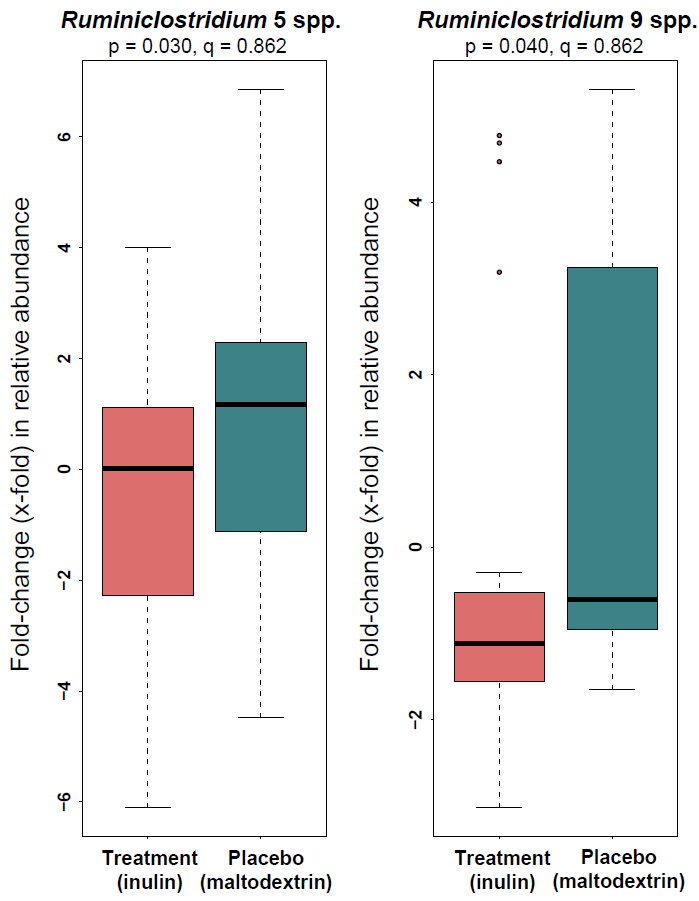 Ruminiclostridium 5 spp.
p = 0.030, q = 0.862
Fold-change (x-fold) in relative abundance
6
4
2
0
−2
−4
−6
Treatment
(inulin)
Placebo
(maltodextrin)
Ruminiclostridium 9 spp.
p = 0.040, q = 0.862
Fold-change (x-fold) in relative abundance
4
2
0
−2
Treatment
(inulin)
Placebo
(maltodextrin)